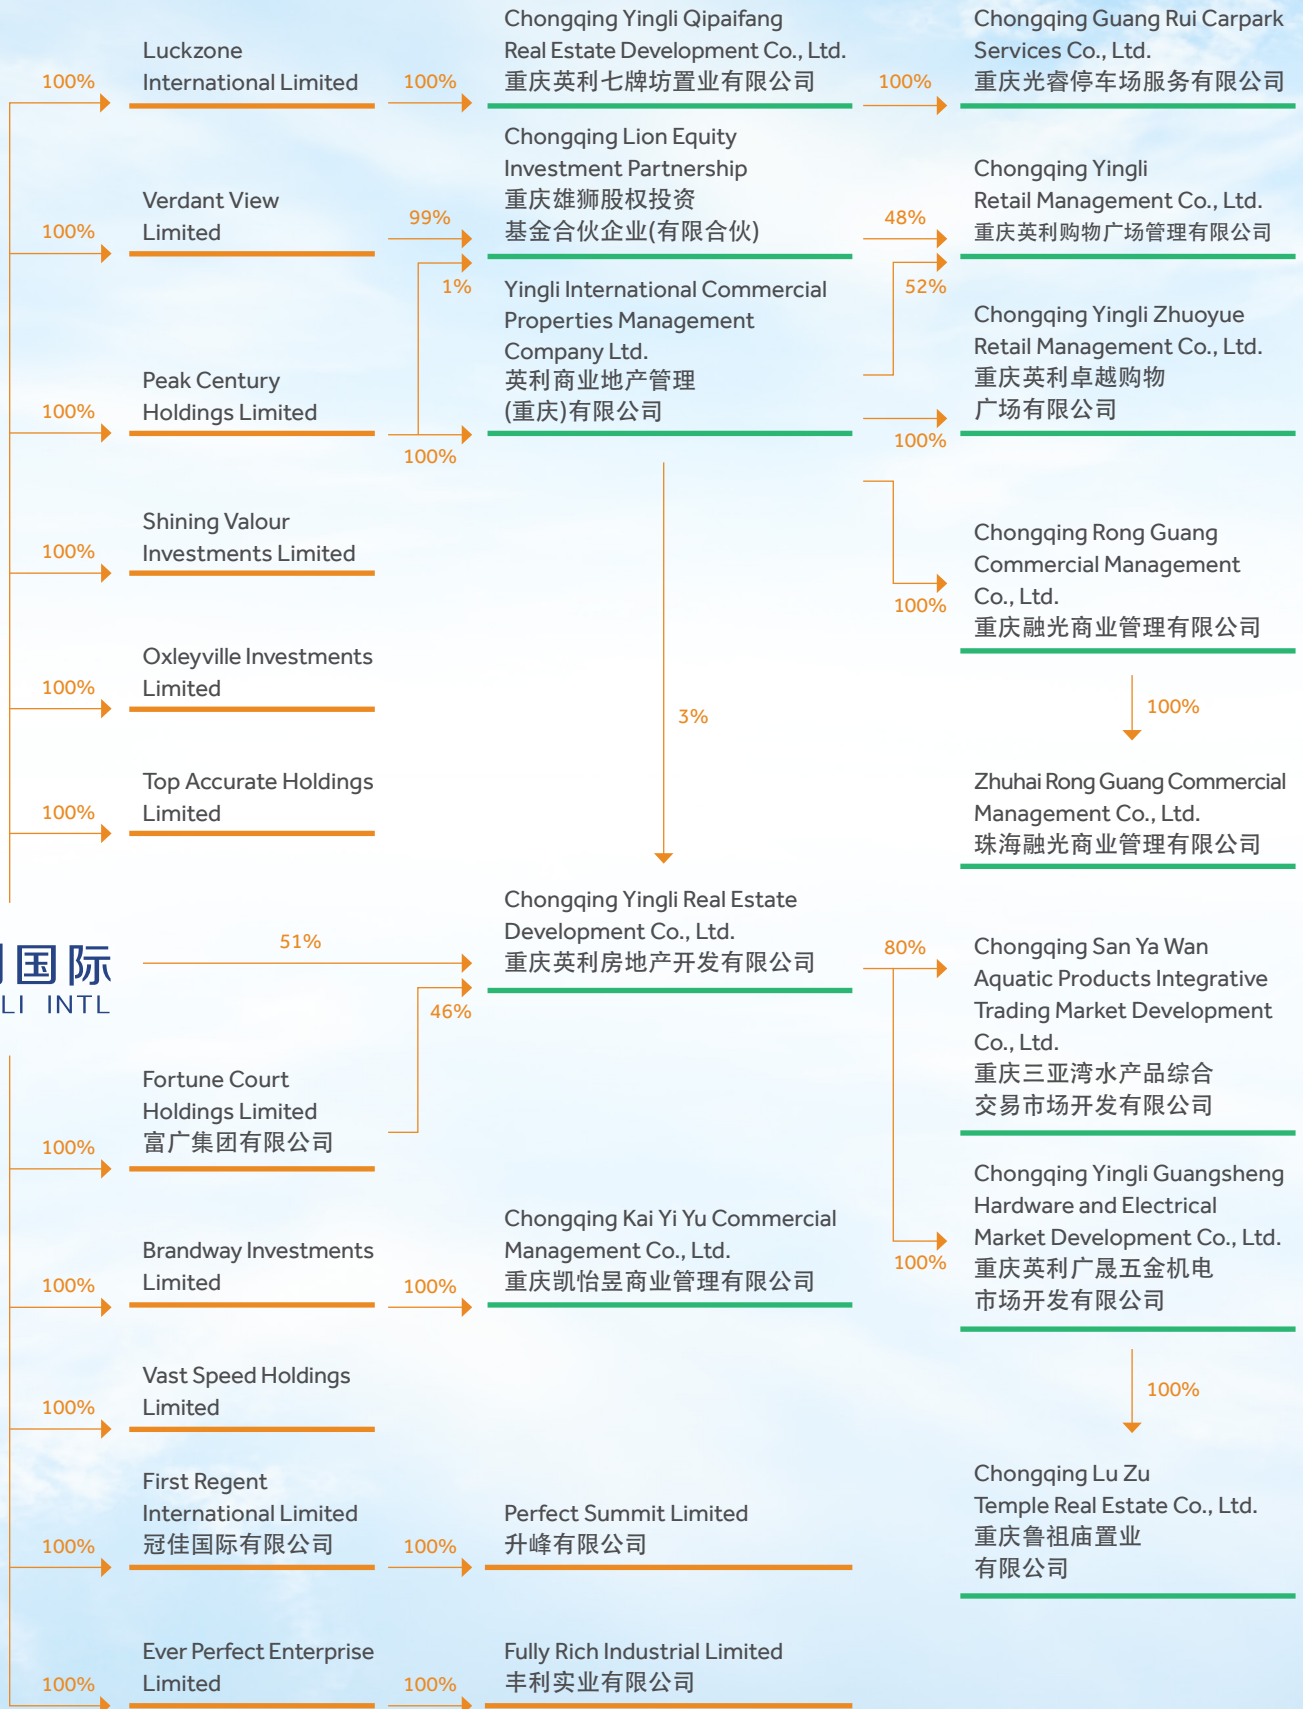 Luckzone
International Limited
100%
100%
Chongqing Yingli Qipaifang
Real Estate Development Co., Ltd.
重庆英利七牌坊置业有限公司
100%
Chongqing Guang Rui Carpark
Services Co., Ltd.
重庆光睿停车场服务有限公司
Verdant View
Limited
100%
99%
Chongqing Lion Equity
Investment Partnership
重庆雄狮股权投资
基金合伙企业(有限合伙)
48%
Chongqing Yingli
Retail Management Co., Ltd.
重庆英利购物广场管理有限公司
1%
52%
Peak Century
Holdings Limited
100%
100%
Yingli International Commercial
Properties Management
Company Ltd.
英利商业地产管理
(重庆)有限公司
100%
Chongqing Yingli Zhuoyue
Retail Management Co., Ltd.
重庆英利卓越购物
广场有限公司
Shining Valour
Investments Limited
100%
100%
Chongqing Rong Guang
Commercial Management
Co., Ltd.
重庆融光商业管理有限公司
Oxleyville Investments
Limited
100%
3%
100%
Top Accurate Holdings
Limited
100%
Zhuhai Rong Guang Commercial
Management Co., Ltd.
珠海融光商业管理有限公司
国际
LI INTL
51%
46%
Chongqing Yingli Real Estate
Development Co., Ltd.
重庆英利房地产开发有限公司
80%
Chongqing San Ya Wan
Aquatic Products Integrative
Trading Market Development
Co., Ltd.
重庆三亚湾水产品综合
交易市场开发有限公司
Fortune Court
Holdings Limited
富广集团有限公司
100%
100%
Chongqing Yingli Guangsheng
Hardware and Electrical
Market Development Co., Ltd.
重庆英利广晟五金机电
市场开发有限公司
Brandway Investments
Limited
100%
100%
Chongqing Kai Yi Yu Commercial
Management Co., Ltd.
重庆凯怡昱商业管理有限公司
Vast Speed Holdings
Limited
100%
100%
First Regent
International Limited
冠佳国际有限公司
100%
100%
Perfect Summit Limited
升峰有限公司
Chongqing Lu Zu
Temple Real Estate Co., Ltd.
重庆鲁祖庙置业
有限公司
Ever Perfect Enterprise
Limited
100%
100%
Fully Rich Industrial Limited
丰利实业有限公司